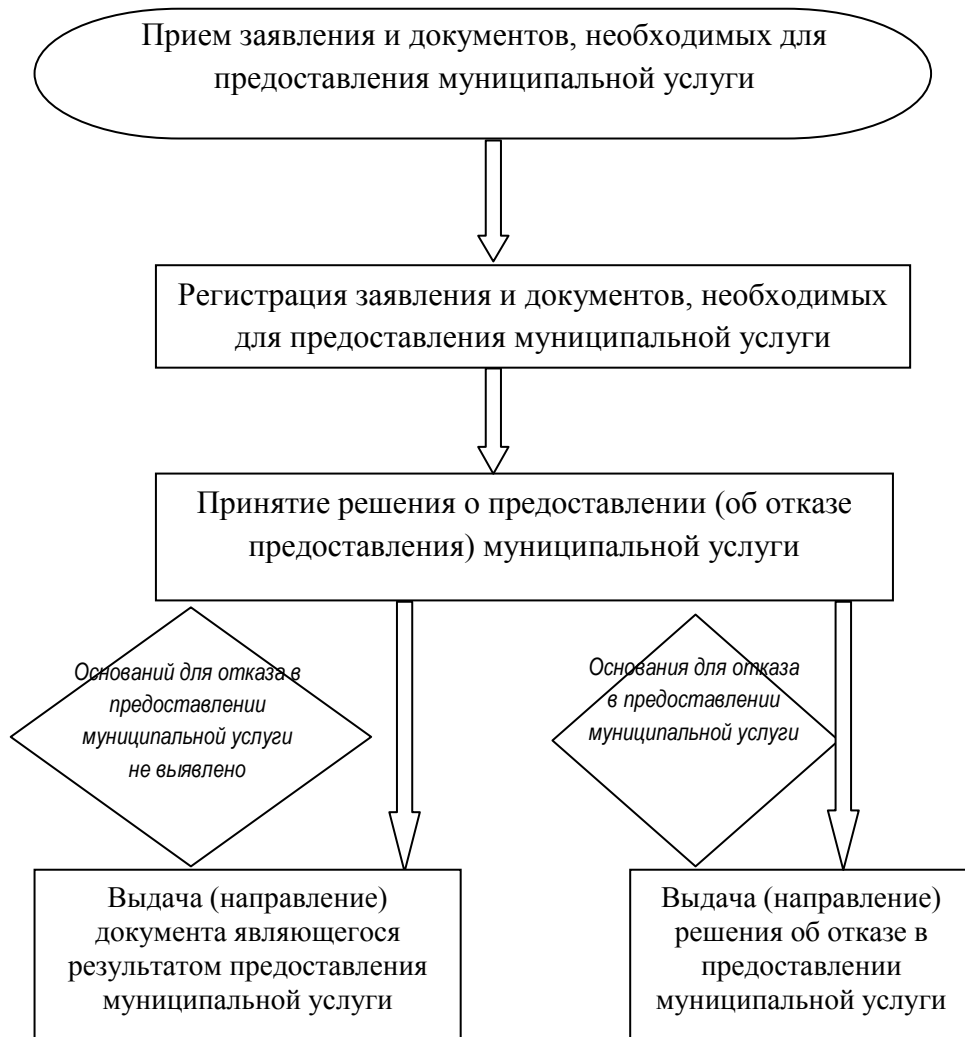 Прием заявления и документов, необходимых для
предоставления муниципальной услуги
Регистрация заявления и документов, необходимых
для предоставления муниципальной услуги
Принятие решения о предоставлении (об отказе
предоставления) муниципальной услуги
Оснований для отказа в
предоставлении
муниципальной услуги
не выявлено
Основания для отказа
в предоставлении
муниципальной услуги
Выдача (направление)
документа являющегося
результатом предоставления
муниципальной услуги
Выдача (направление)
решения об отказе в
предоставлении
муниципальной услуги